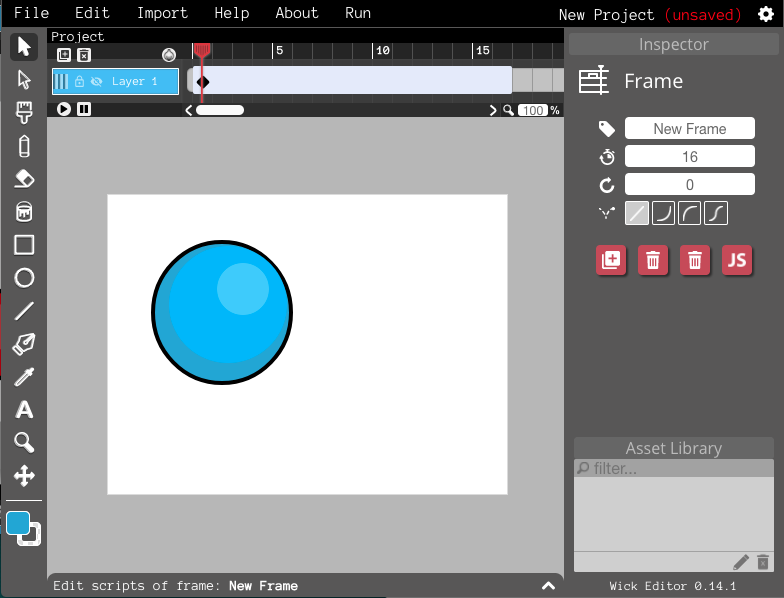 File Edit Import Help About Run
New Project (unsaved)
Project
5 10 15
Layer 1
100 %
Inspector
Frame
New Frame
16
0
JS
A
Asset Library
filter...
Edit scripts of frame: New Frame
Wick Editor 0.14.1